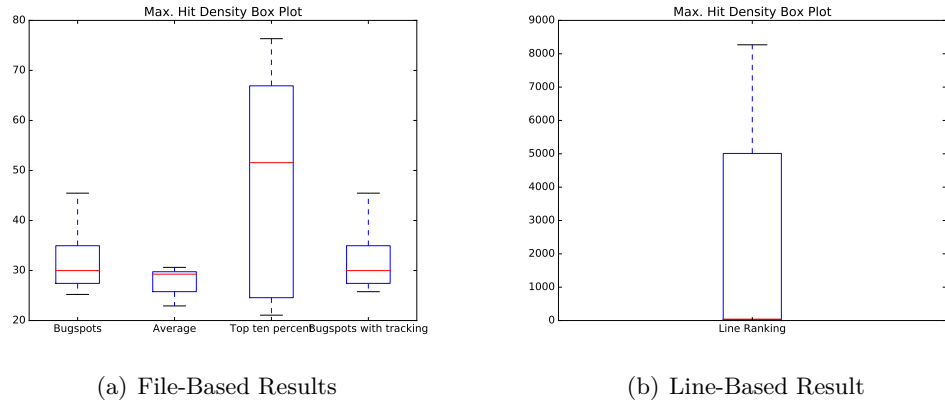 Max. Hit Density Box Plot
80
70
60
50
40
30
20
Bugspots
Average
Top ten percent
Bugspots with tracking
(a) File-Based Results
Max. Hit Density Box Plot
9000
8000
7000
6000
5000
4000
3000
2000
1000
0
Line Ranking
(b) Line-Based Result